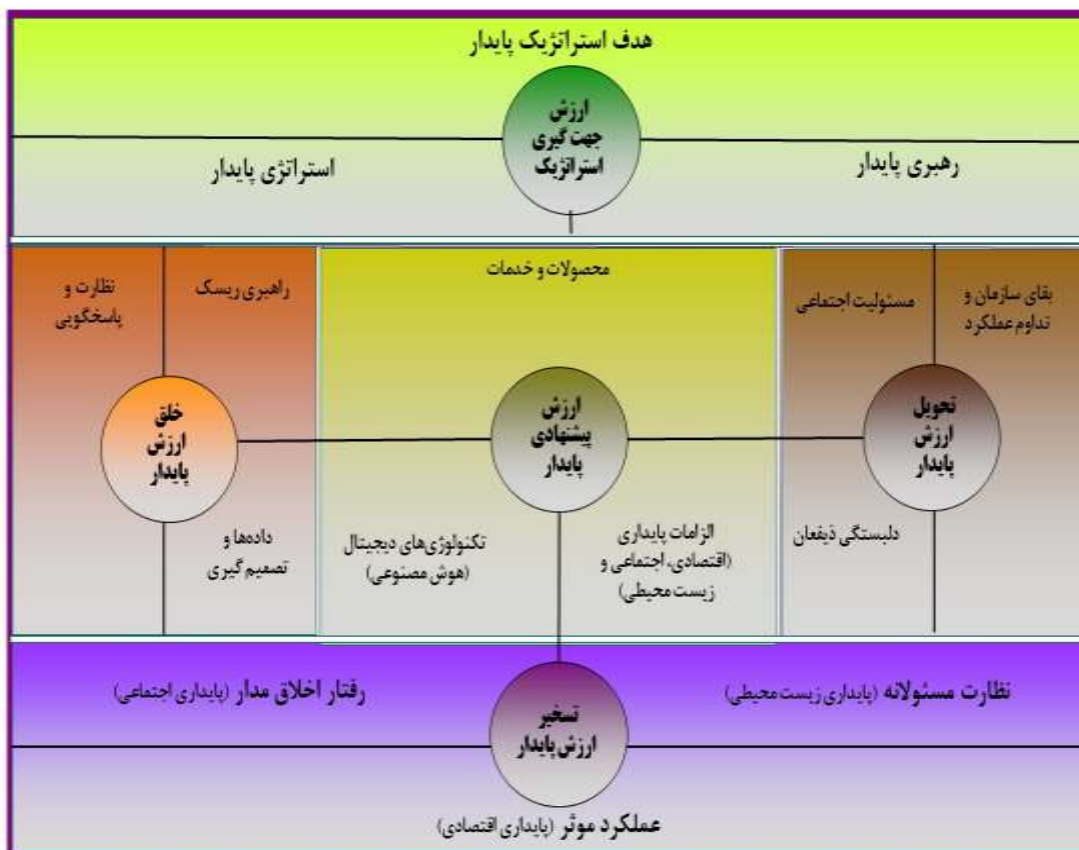 هدف استراتژیک پایدار
ارزش
جهت گیری
استراتژیک
رهبری پایدار
استراتژی پایدار
بقای سازمان و
تداوم عملکرد
مسئولیت اجتماعی
تحویل
ارزش
پایدار
دلبستگی ذیفعان
محصولات و خدمات
ارزش
پیشنهادی
پایدار
الزامات پایداری
(اقتصادی، اجتماعی و
زیست محیطی)
تکنولوژی‌های دیجیتال
(هوش مصنوعی)
راهبری ریسک
نظارت و
پاسخگویی
خلق
ارزش
پایدار
داده‌ها و
تصمیم گیری
نظارت مسئولانه (پایداری زیست محیطی)
رفتار اخلاق مدار (پایداری اجتماعی)
تسخیر
ارزش پایدار
عملکرد موثر (پایداری اقتصادی)